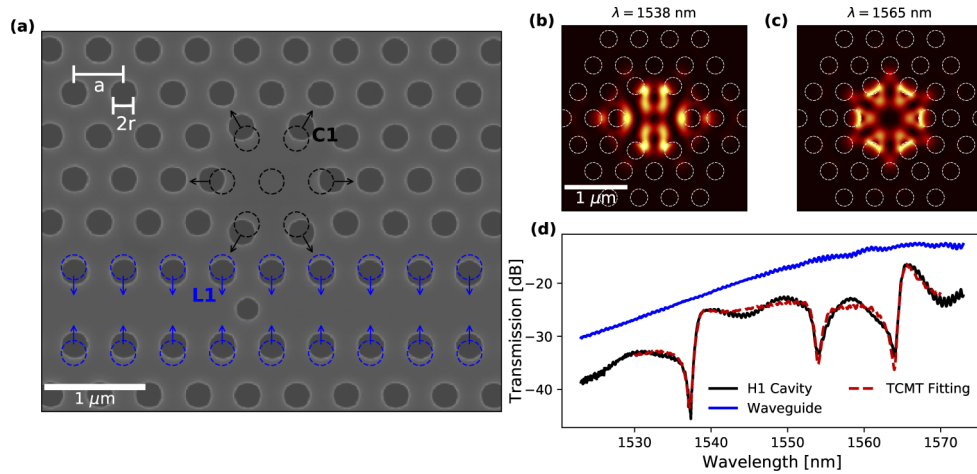 (a)
a
2r
C1
L1
1 μm
(b)
λ = 1538 nm
1 μm
(c)
λ = 1565 nm
(d)
Transmission [dB]
−20
−30
−40
H1 Cavity
Waveguide
TCMT Fitting
1530
1540
1550
1560
1570
Wavelength [nm]